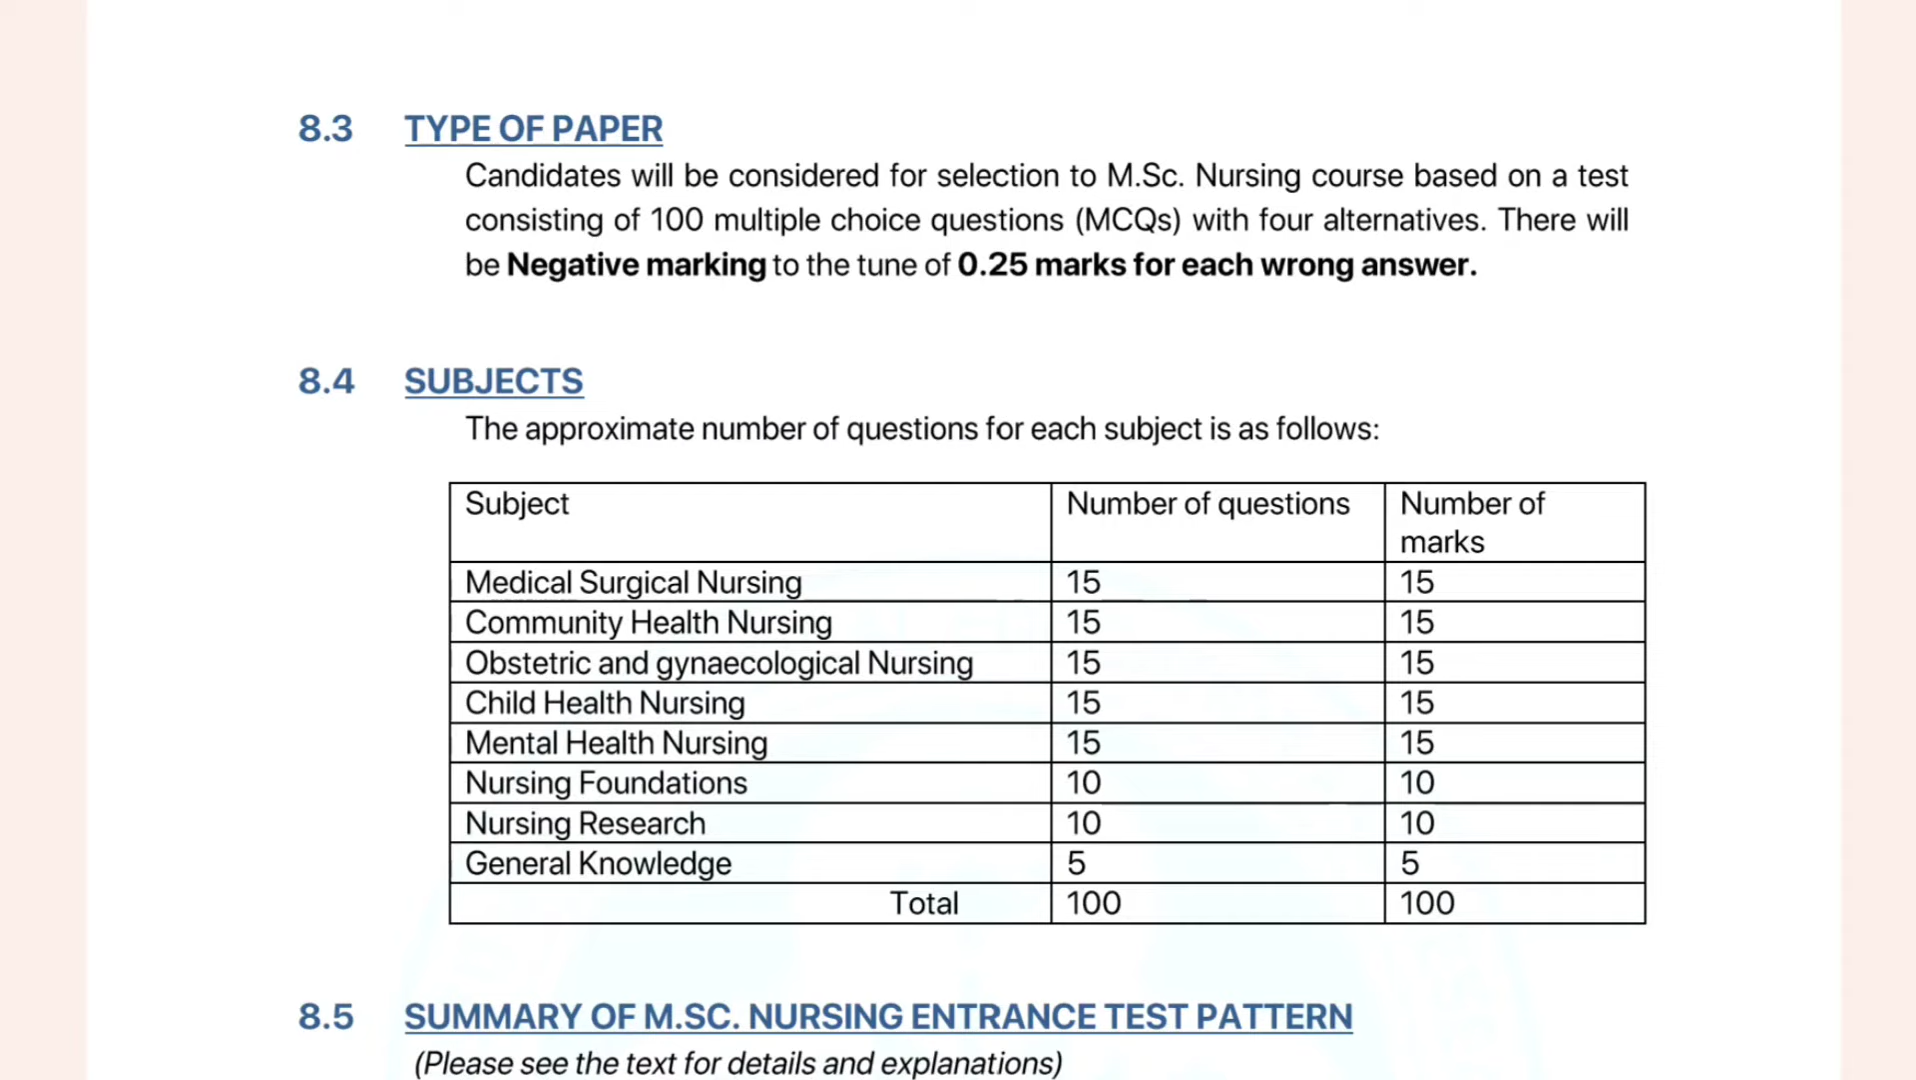 8.3 TYPE OF PAPER
Candidates will be considered for selection to M.Sc. Nursing course based on a test
consisting of 100 multiple choice questions (MCQs) with four alternatives. There will
be Negative marking to the tune of 0.25 marks for each wrong answer.
8.4 SUBJECTS
The approximate number of questions for each subject is as follows:
Subject Number of questions Number of
marks
Medical Surgical Nursing 15 15
Community Health Nursing 15 15
Obstetric and gynaecological Nursing 15 15
Child Health Nursing 15 15
Mental Health Nursing 15 15
Nursing Foundations 10 10
Nursing Research 10 10
General Knowledge 5 5
Total 100 100
8.5 SUMMARY OF M.SC. NURSING ENTRANCE TEST PATTERN
(Please see the text for details and explanations)